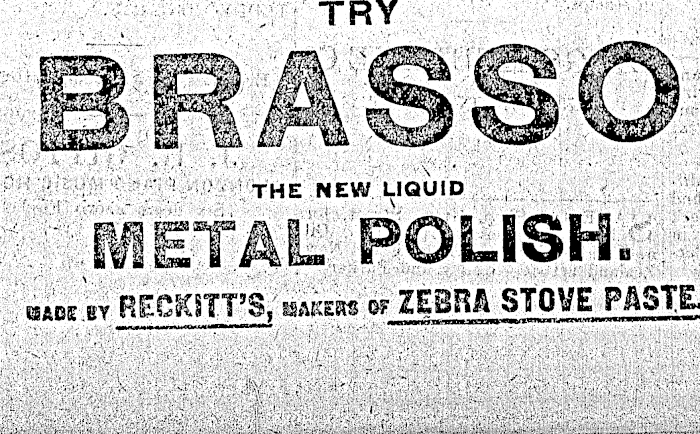 TRY
BRASSO
THE NEW LIQUID
METAL POLISH.
MADE BY RECKITT'S, MAKERS OF ZEBRA STOVE PASTE.